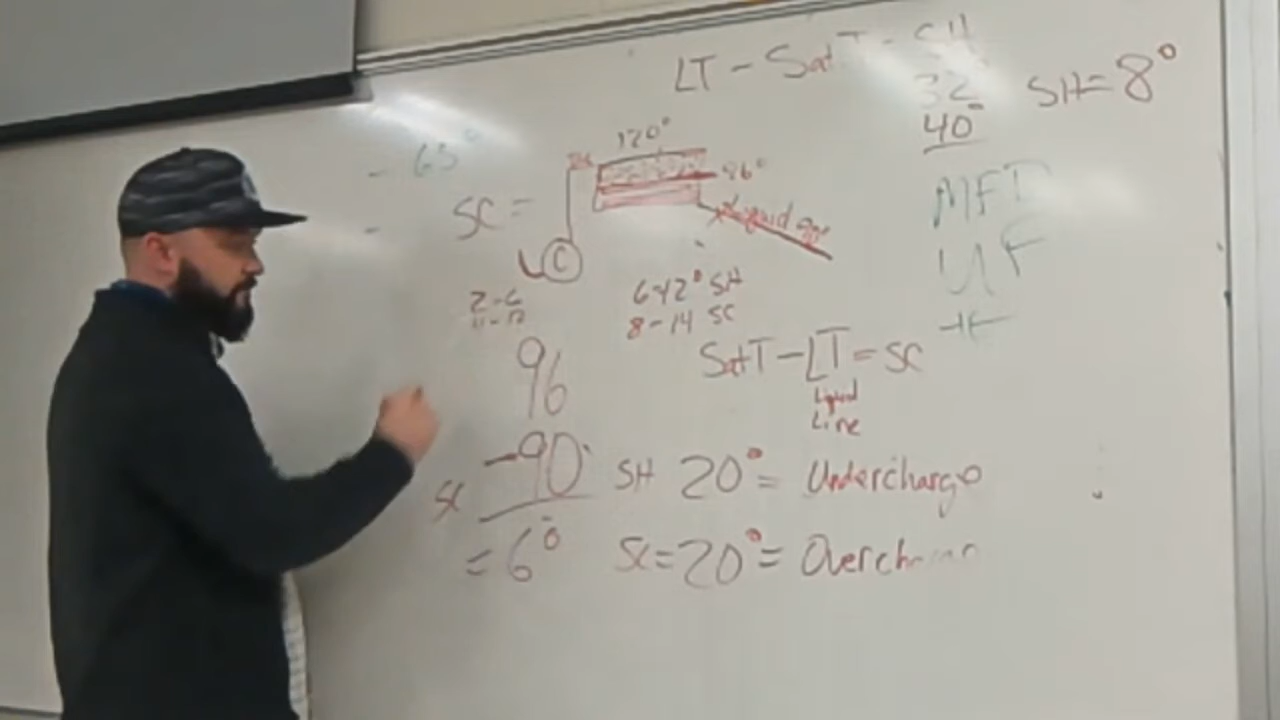 LT - SatT - SH
32
40°
SH = 8°
- 65°
120°
96°
SC =
Liquid
C
MFD
UF
6-12° SH
8-14 SC
96
SatT - LT = SC
Liquid
Line
-90°
SC
SH 20° = Undercharge
= 6°
SC = 20° = Overch